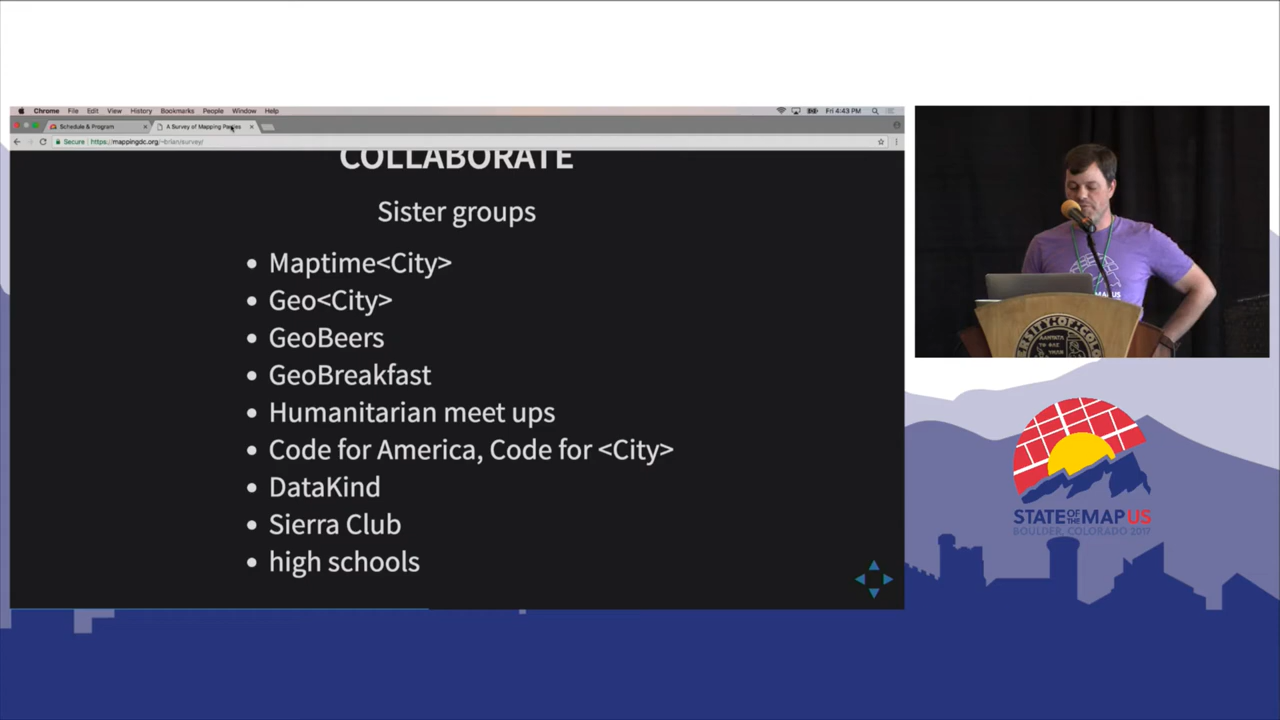 Chrome File Edit View History Bookmarks People Window Help Fri 4:43 PM
Schedule & Program A Survey of Mapping Parties
Secure https://mappingdc.org/~brian/survey/
COLLABORATE
Sister groups
• Maptime<City>
• Geo<City>
• GeoBeers
• GeoBreakfast
• Humanitarian meet ups
• Code for America, Code for <City>
• DataKind
• Sierra Club
• high schools
STATE OF THE MAP US
BOULDER, COLORADO 2017